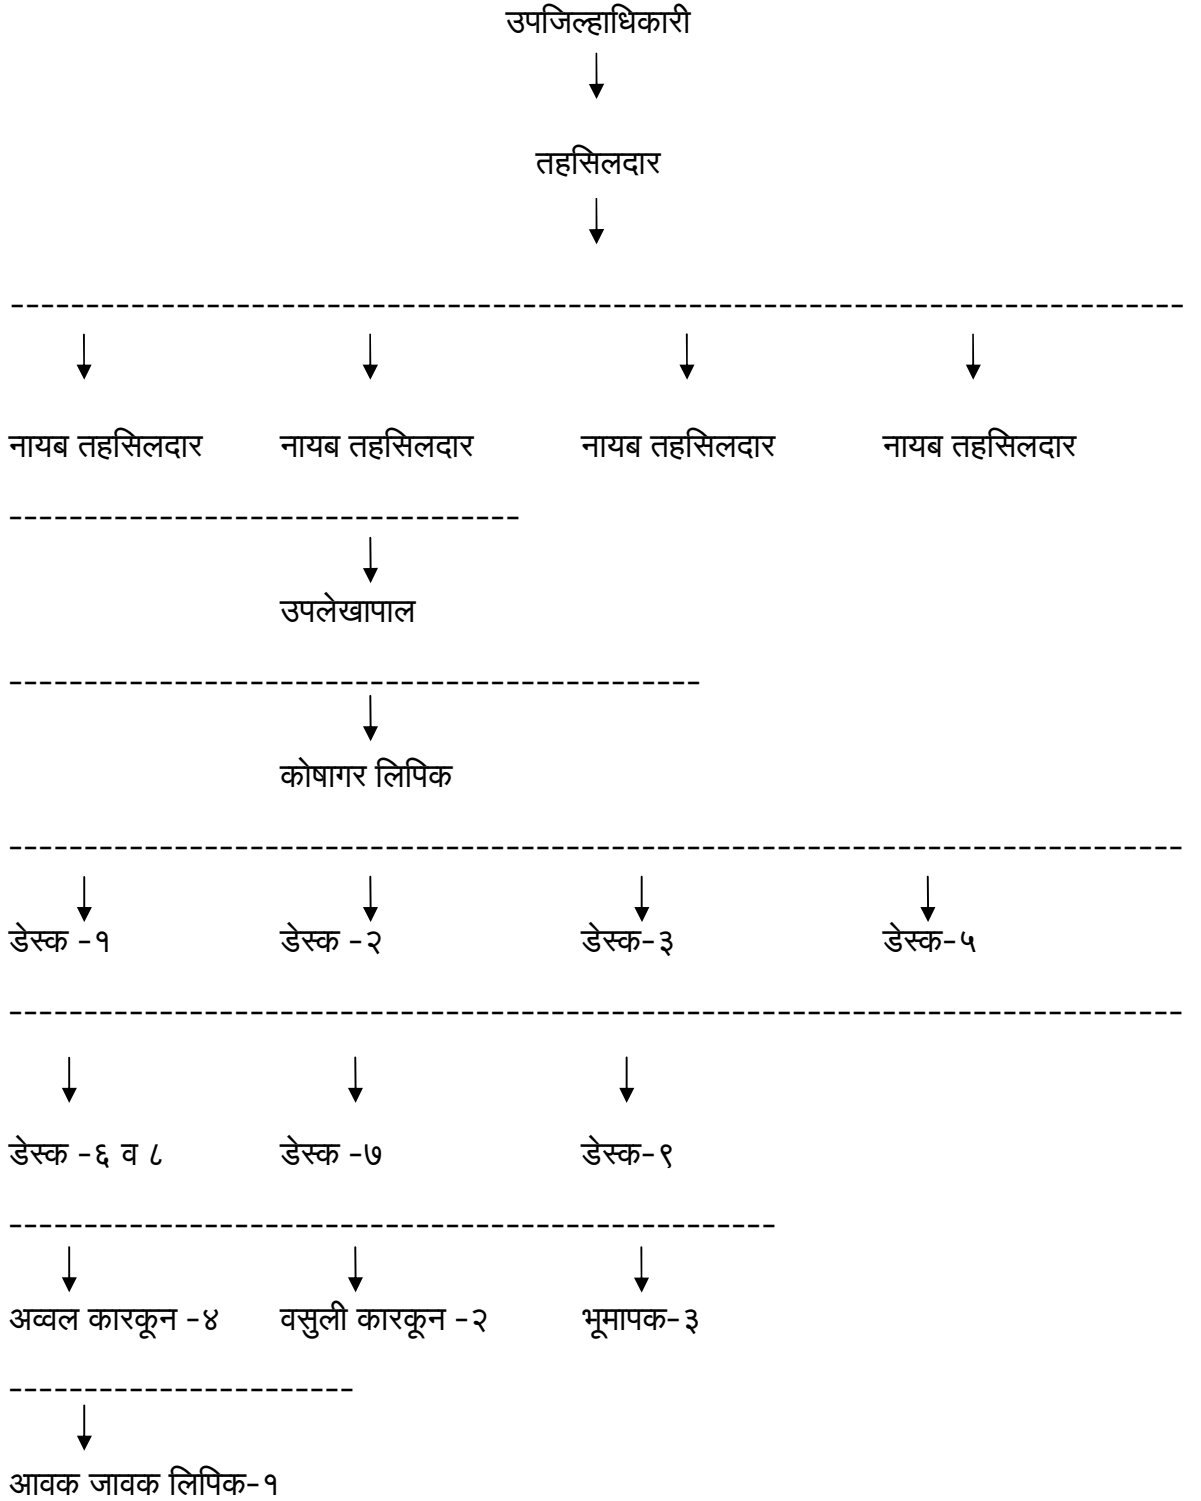 उपजिल्हाधिकारी
तहसिलदार
नायब तहसिलदार नायब तहसिलदार नायब तहसिलदार नायब तहसिलदार
उपलेखापाल
कोषागर लिपिक
डेस्क -१ डेस्क -२ डेस्क-३ डेस्क-५
डेस्क -६ व ८ डेस्क -७ डेस्क-९
अव्वल कारकून -४ वसुली कारकून -२ भूमापक-३
आवक जावक लिपिक-१